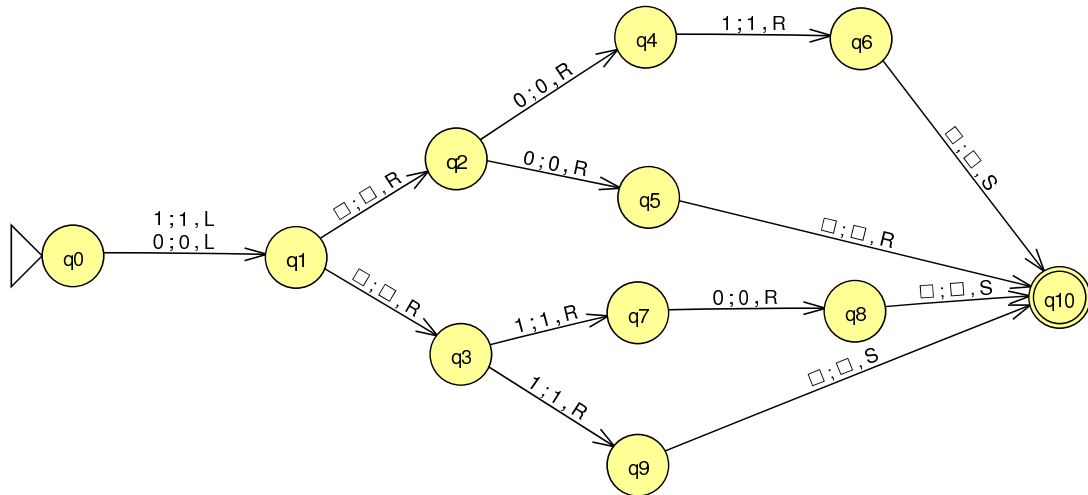 q0
1 ; 1 , L
0 ; 0 , L
q1
□ ; □ , R
q2
0 ; 0 , R
q4
1 ; 1 , R
q6
□ ; □ , S
0 ; 0 , R
q5
□ ; □ , R
□ ; □ , R
q3
1 ; 1 , R
q7
0 ; 0 , R
q8
□ ; □ , S
q10
1 ; 1 , R
q9
□ ; □ , S